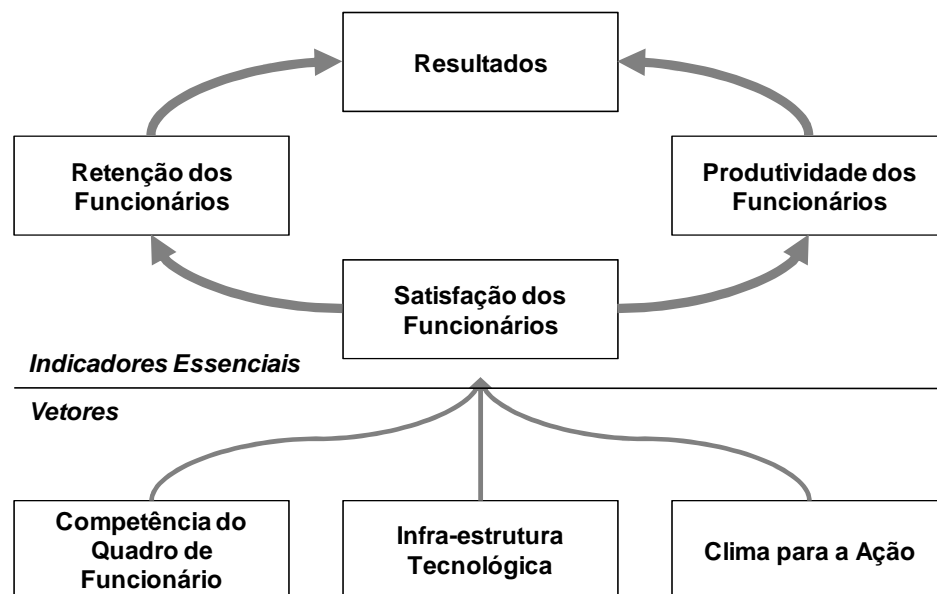 Resultados
Retenção dos
Funcionários
Produtividade dos
Funcionários
Satisfação dos
Funcionários
Indicadores Essenciais
Vetores
Competência do
Quadro de
Funcionário
Infra-estrutura
Tecnológica
Clima para a Ação